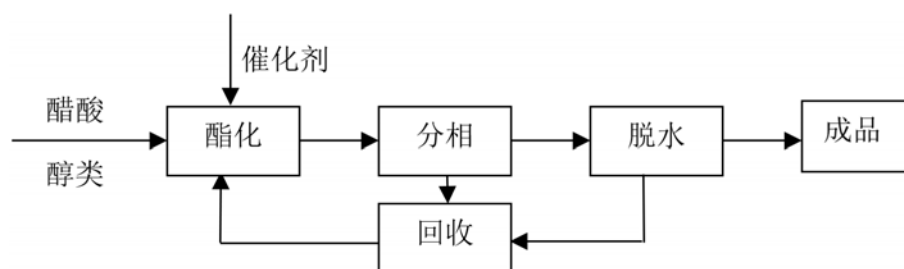 催化剂
醋酸
醇类
酯化
分相
脱水
成品
回收